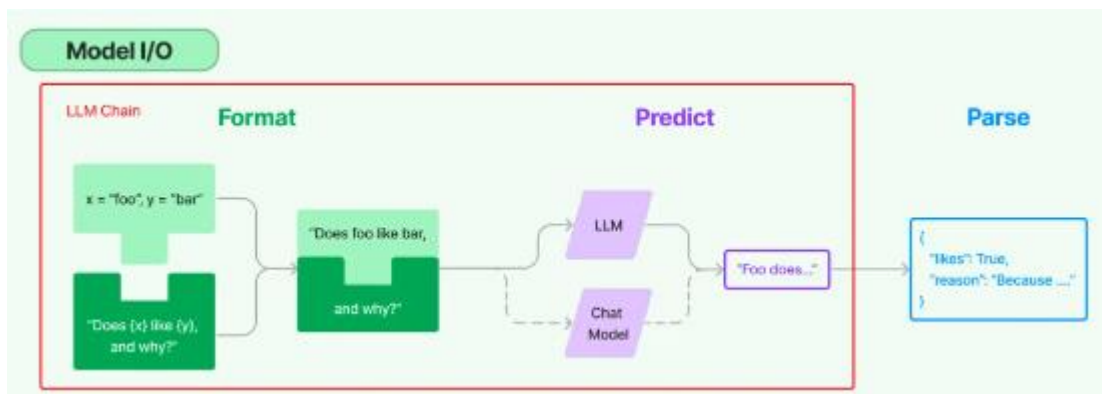 Model I/O
LLM Chain
Format
Predict
Parse
x = "foo", y = "bar"
"Does {x} like {y},
and why?"
"Does foo like bar,
and why?"
LLM
Chat
Model
"Foo does..."
{
"likes": True,
"reason": "Because ...."
}